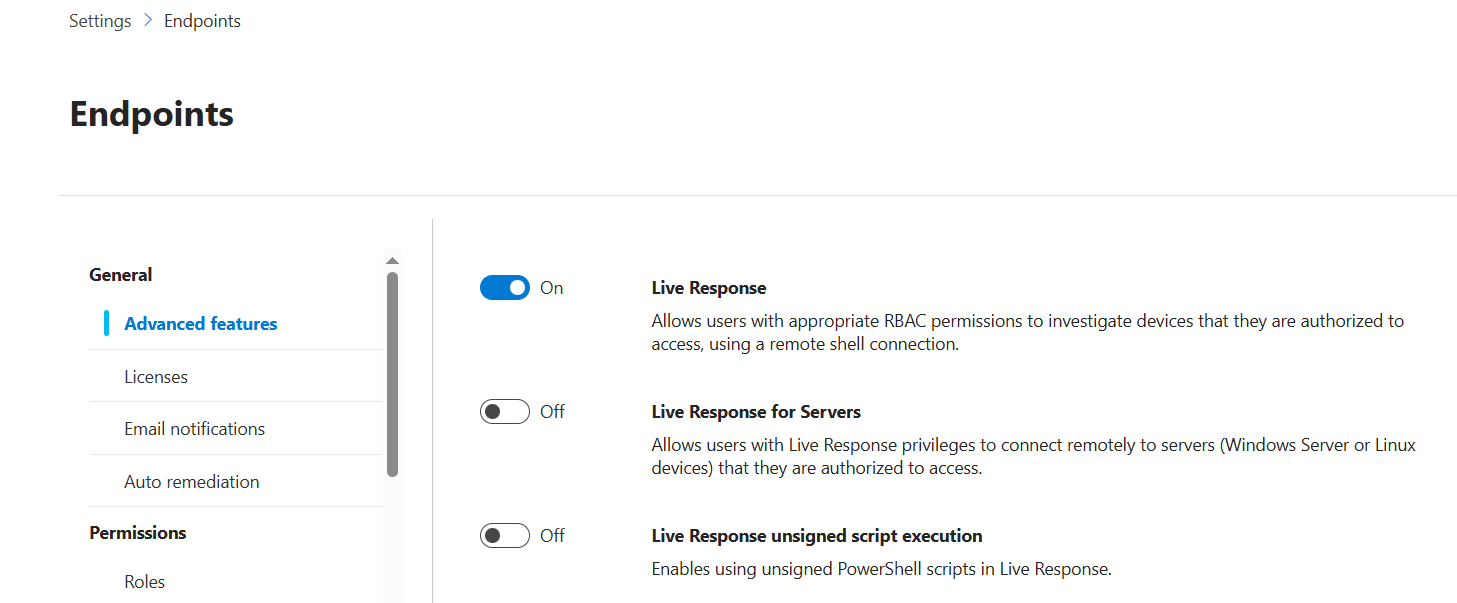 Settings > Endpoints
Endpoints
General
Advanced features
Licenses
Email notifications
Auto remediation
Permissions
Roles
On
Live Response
Allows users with appropriate RBAC permissions to investigate devices that they are authorized to
access, using a remote shell connection.
Off
Live Response for Servers
Allows users with Live Response privileges to connect remotely to servers (Windows Server or Linux
devices) that they are authorized to access.
Off
Live Response unsigned script execution
Enables using unsigned PowerShell scripts in Live Response.